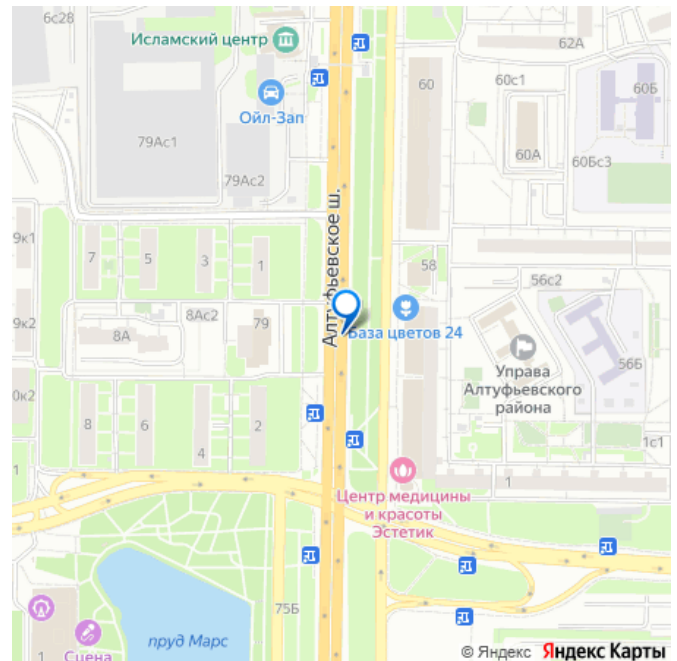 6с28
Исламский центр
62А
60
60с1
60Б
Ойл-Зап
79Ас1
60А
60Бс3
79Ас2
Алтуфьевское ш.
9к1
7
5
3
1
58
56с2
8Ас2
79
9к2
8А
База цветов 24
Управа
Алтуфьевского
района
56Б
0к2
8
6
4
2
1с1
1
1
Центр медицины
и красоты
Эстетик
75Б
пруд Марс
1
Сцена
© Яндекс Яндекс Карты